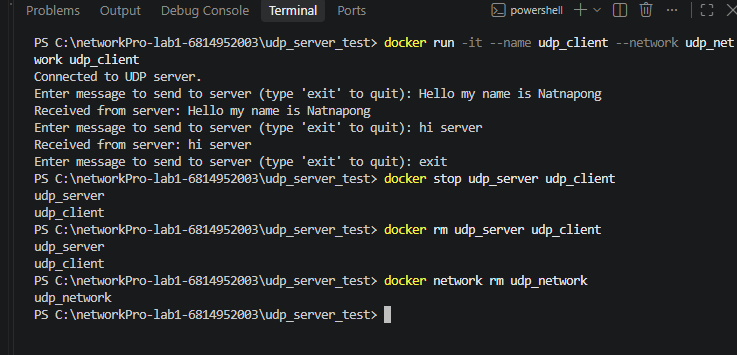 Problems Output Debug Console Terminal Ports powershell
PS C:\networkPro-lab1-6814952003\udp_server_test> docker run -it --name udp_client --network udp_net
work udp_client
Connected to UDP server.
Enter message to send to server (type 'exit' to quit): Hello my name is Natnapong
Received from server: Hello my name is Natnapong
Enter message to send to server (type 'exit' to quit): hi server
Received from server: hi server
Enter message to send to server (type 'exit' to quit): exit
PS C:\networkPro-lab1-6814952003\udp_server_test> docker stop udp_server udp_client
udp_server
udp_client
PS C:\networkPro-lab1-6814952003\udp_server_test> docker rm udp_server udp_client
udp_server
udp_client
PS C:\networkPro-lab1-6814952003\udp_server_test> docker network rm udp_network
udp_network
PS C:\networkPro-lab1-6814952003\udp_server_test>